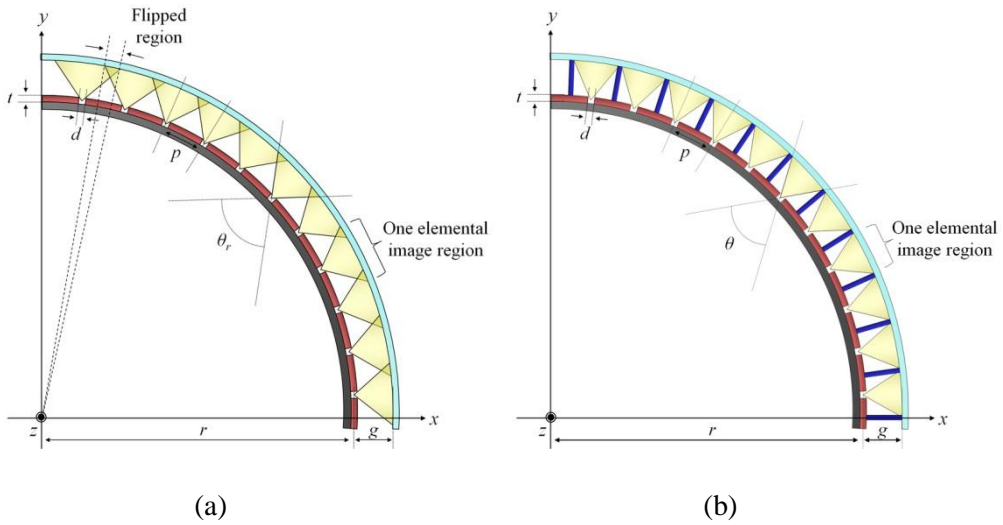 y
Flipped
region
t
d
p
θr
One elemental
image region
z
r
g
x
(a)
y
t
d
p
θ
One elemental
image region
z
r
g
x
(b)